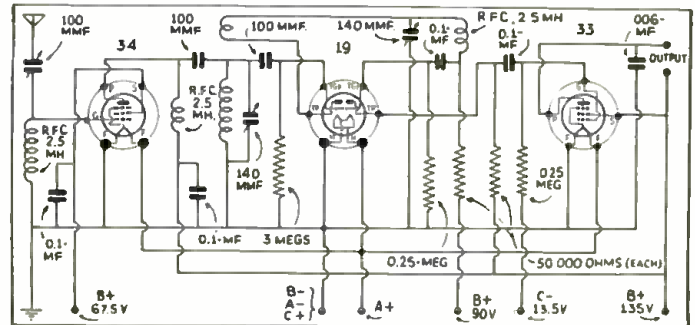 100 MMF.
34
100 MMF
100 MMF
19
140 MMF
0.1-MF
R.F.C, 2.5 MH
0.1-MF
33
.006-MF
OUTPUT
R.F.C. 2.5 MH
R.F.C. 2.5 MH.
140 MMF
0.1-MF
0.1-MF
3 MEGS
0.25-MEG
025 MEG
50 000 OHMS (EACH)
B+ 67.5V
B-
A-
C+
A+
B+ 90V
C- 13.5V
B+ 135V